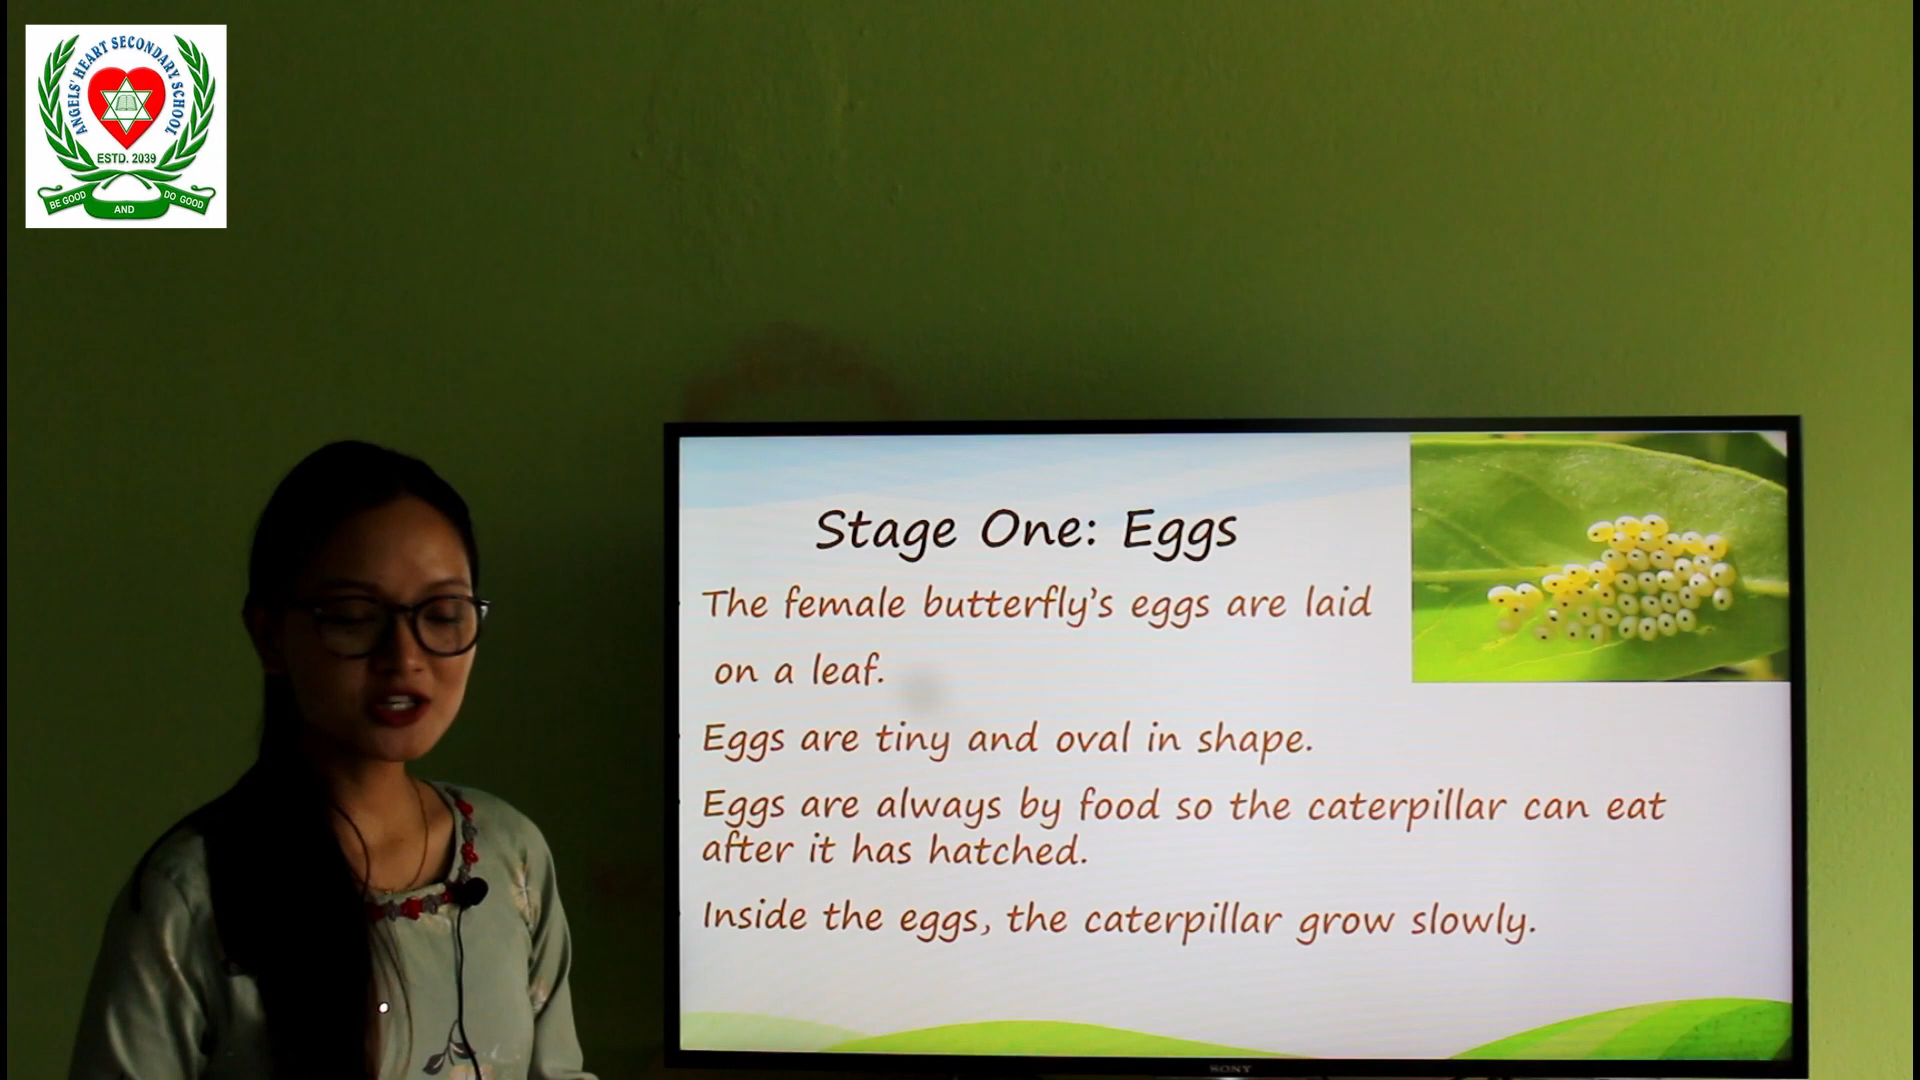 ANGELS' HEART SECONDARY SCHOOL
ESTD. 2039
BE GOOD
AND
DO GOOD
Stage One: Eggs
The female butterfly's eggs are laid
on a leaf.
Eggs are tiny and oval in shape.
Eggs are always by food so the caterpillar can eat
after it has hatched.
Inside the eggs, the caterpillar grow slowly.
SONY